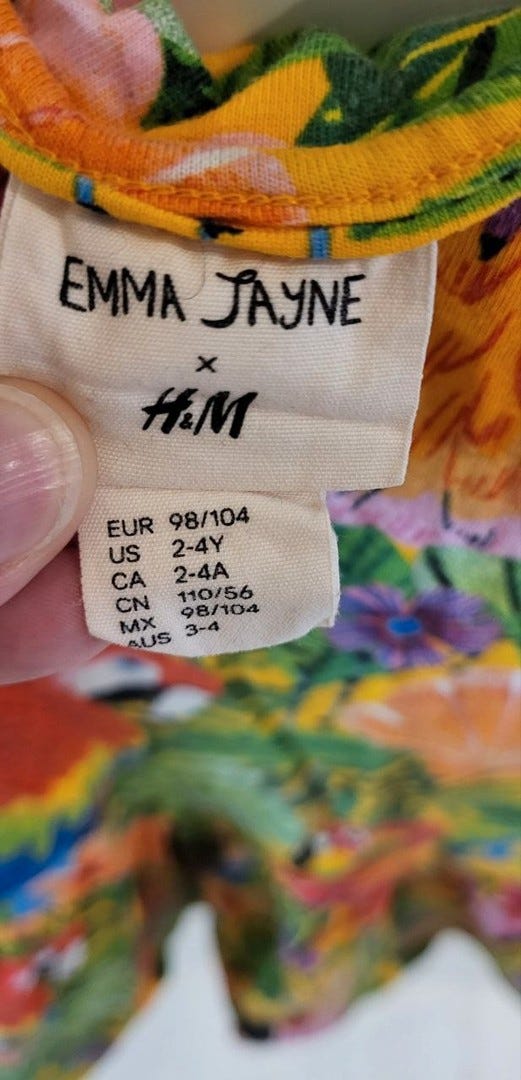 EMMA JAYNE
x
H&M
EUR 98/104
US 2-4Y
CA 2-4A
CN 110/56
MX 98/104
AUS 3-4